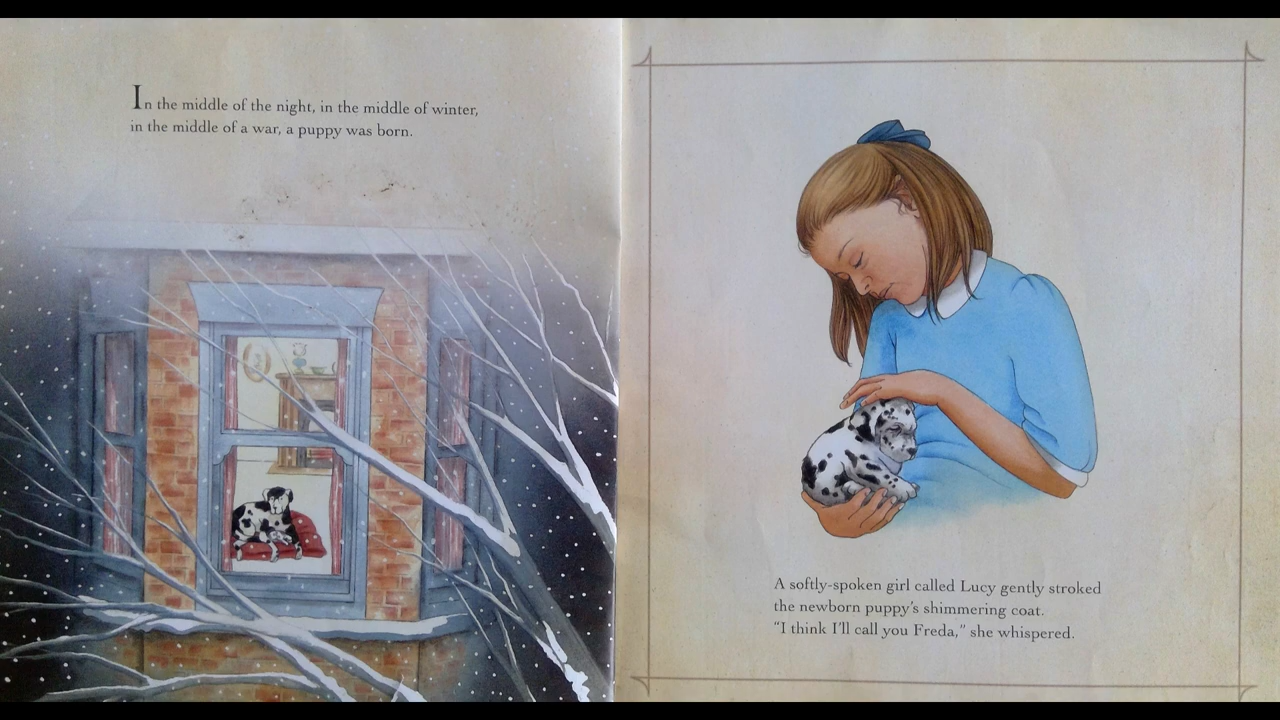 In the middle of the night, in the middle of winter,
in the middle of a war, a puppy was born.
A softly-spoken girl called Lucy gently stroked
the newborn puppy's shimmering coat.
“I think I'll call you Freda,” she whispered.